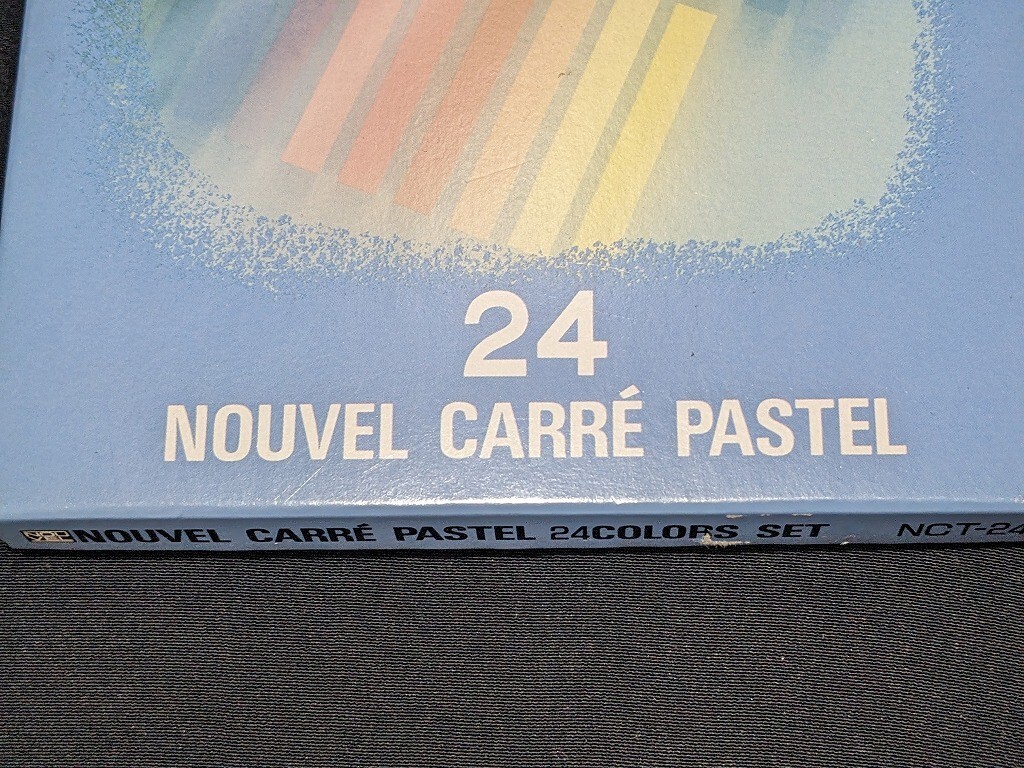 24
NOUVEL CARRÉ PASTEL
NOUVEL CARRÉ PASTEL 24COLORS SET NCT-24